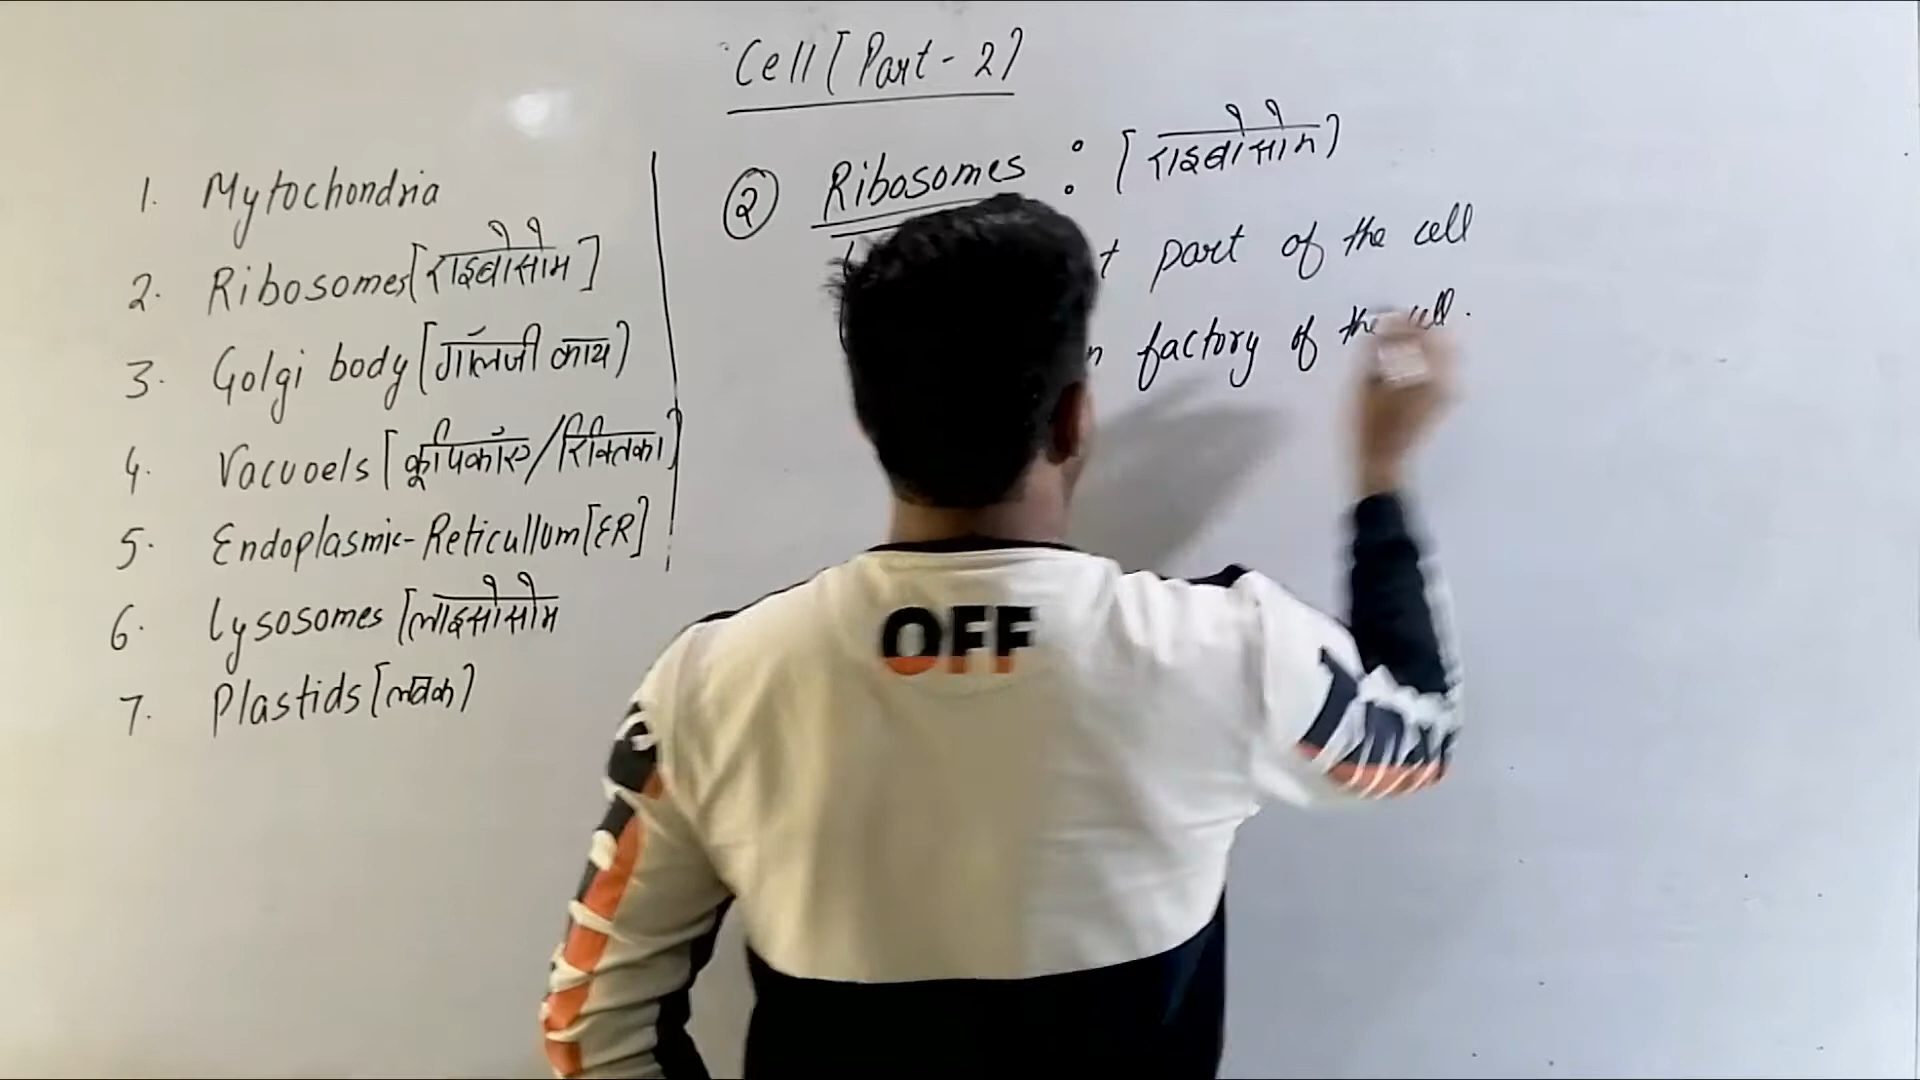 Cell [Part-2]
1. Mytochondria
2. Ribosomes [राइबोसोम]
3. Golgi body [गॉलजी काय]
4. Vacuoels [कूपिकॉए/रिक्तिका]
5. Endoplasmic-Reticullum [ER]
6. Lysosomes [लाइसोसोम
7. Plastids [लवक]
② Ribosomes : [राइबोसोम]
part of the cell
factory of the cell.
OFF